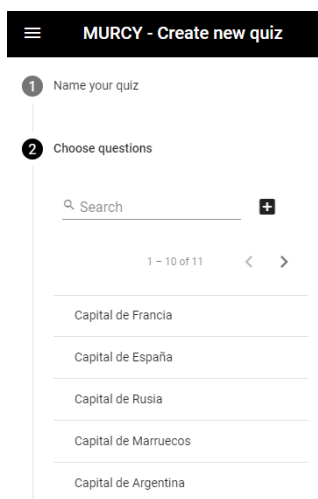 MURCY - Create new quiz
1 Name your quiz
2 Choose questions
Search
1 – 10 of 11
Capital de Francia
Capital de España
Capital de Rusia
Capital de Marruecos
Capital de Argentina